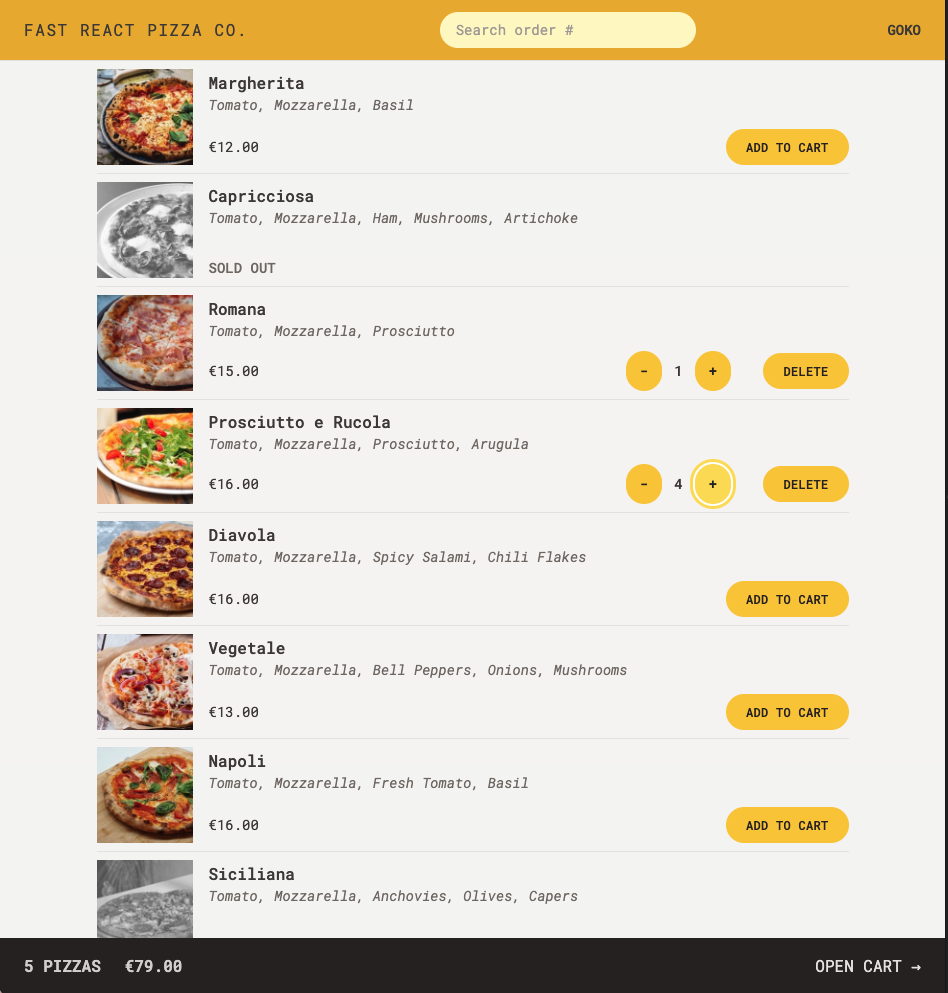 FAST REACT PIZZA CO.
Search order #
GOKO
Margherita
Tomato, Mozzarella, Basil
€12.00
ADD TO CART
Capricciosa
Tomato, Mozzarella, Ham, Mushrooms, Artichoke
SOLD OUT
Romana
Tomato, Mozzarella, Prosciutto
€15.00
- 1 + DELETE
Prosciutto e Rucola
Tomato, Mozzarella, Prosciutto, Arugula
€16.00
- 4 + DELETE
Diavola
Tomato, Mozzarella, Spicy Salami, Chili Flakes
€16.00
ADD TO CART
Vegetale
Tomato, Mozzarella, Bell Peppers, Onions, Mushrooms
€13.00
ADD TO CART
Napoli
Tomato, Mozzarella, Fresh Tomato, Basil
€16.00
ADD TO CART
Siciliana
Tomato, Mozzarella, Anchovies, Olives, Capers
5 PIZZAS €79.00
OPEN CART →